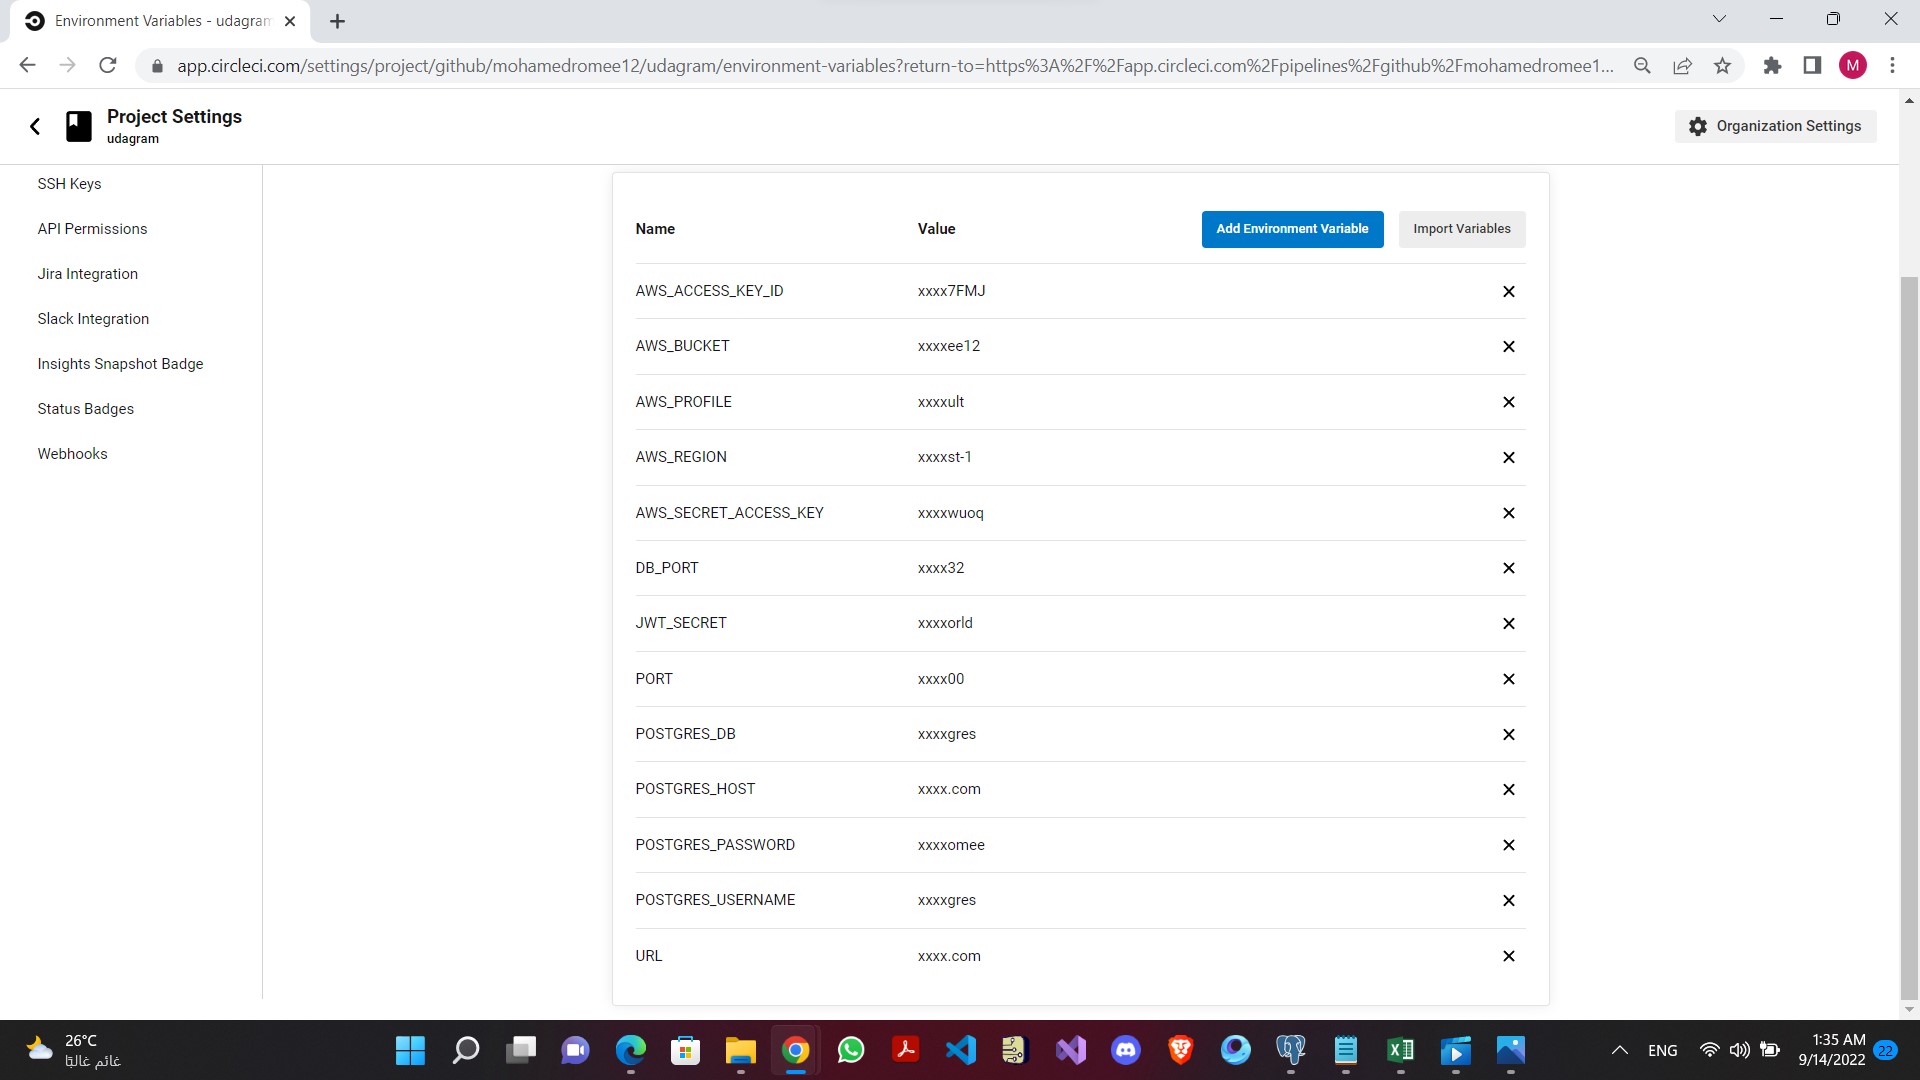 Environment Variables - udagram
app.circleci.com/settings/project/github/mohamedromee12/udagram/environment-variables?return-to=https%3A%2F%2Fapp.circleci.com%2Fpipelines%2Fgithub%2Fmohamedromee1...
M
Project Settings
udagram
Organization Settings
SSH Keys
API Permissions
Jira Integration
Slack Integration
Insights Snapshot Badge
Status Badges
Webhooks
Name Value Add Environment Variable Import Variables
AWS_ACCESS_KEY_ID xxxx7FMJ
AWS_BUCKET xxxxee12
AWS_PROFILE xxxxult
AWS_REGION xxxxst-1
AWS_SECRET_ACCESS_KEY xxxxwuoq
DB_PORT xxxx32
JWT_SECRET xxxxorld
PORT xxxx00
POSTGRES_DB xxxxgres
POSTGRES_HOST xxxx.com
POSTGRES_PASSWORD xxxxomee
POSTGRES_USERNAME xxxxgres
URL xxxx.com
26°C
غائم غالبًا
ENG
1:35 AM
9/14/2022
22